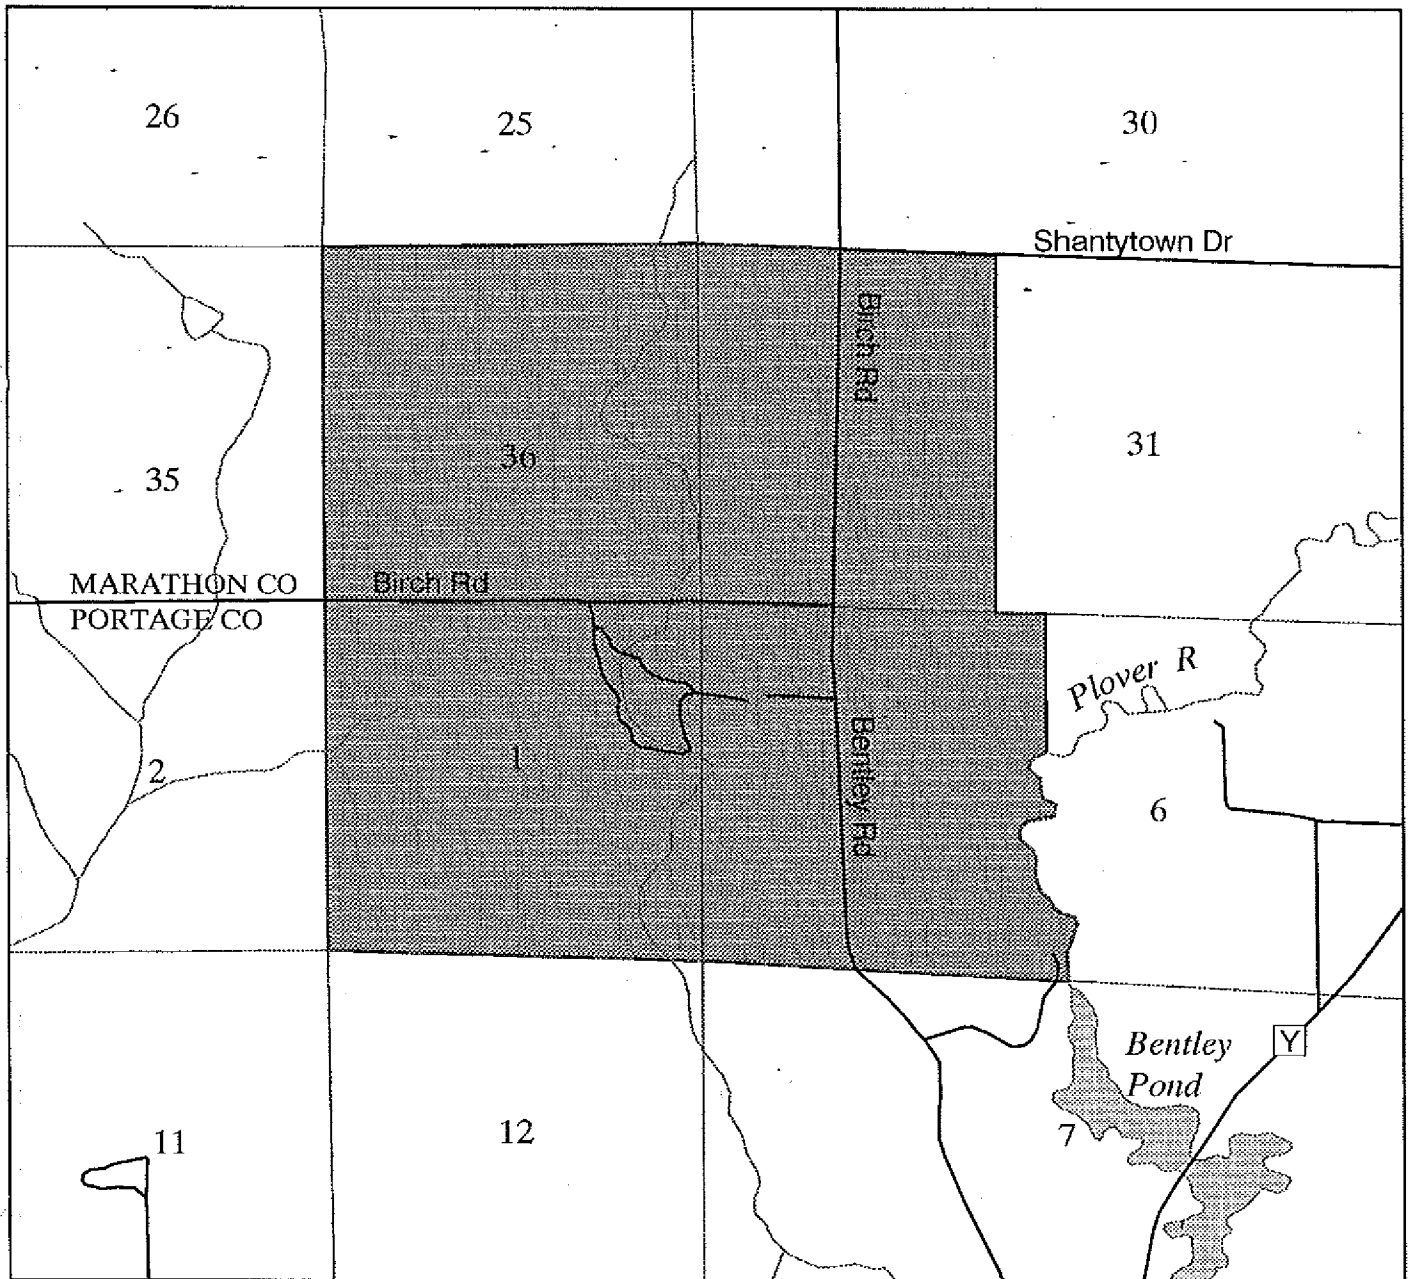 26
25
30
Shantytown Dr
Birch Rd
36
31
35
MARATHON CO
Birch Rd
PORTAGE CO
Plover R
Bentley Rd
1
2
6
Bentley
Pond
Y
7
12
11